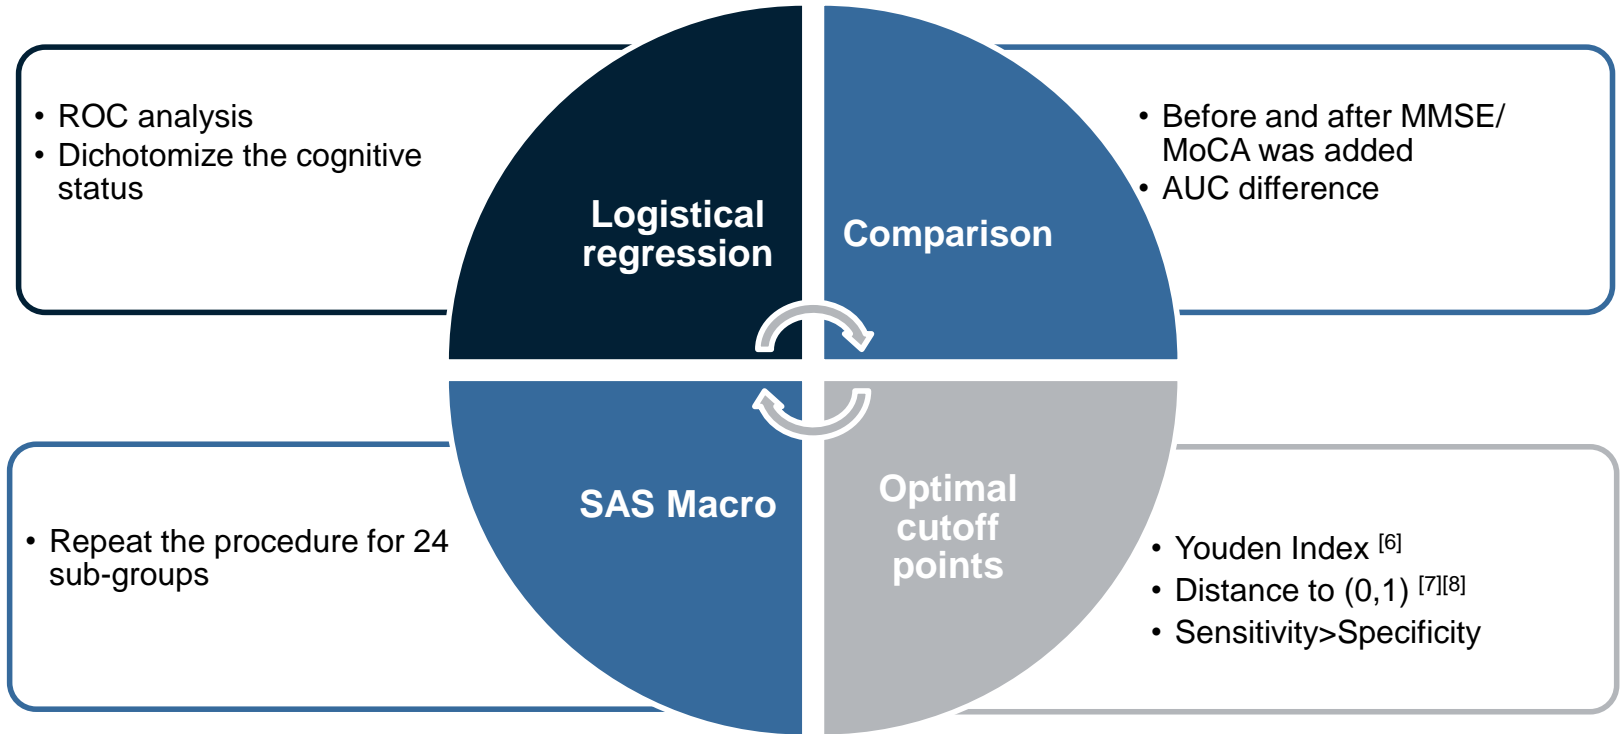 • ROC analysis
• Dichotomize the cognitive
status
Logistical
regression
Comparison
• Before and after MMSE/
MoCA was added
• AUC difference
• Repeat the procedure for 24
sub-groups
SAS Macro
Optimal
cutoff
points
• Youden Index [6]
• Distance to (0,1) [7][8]
• Sensitivity>Specificity